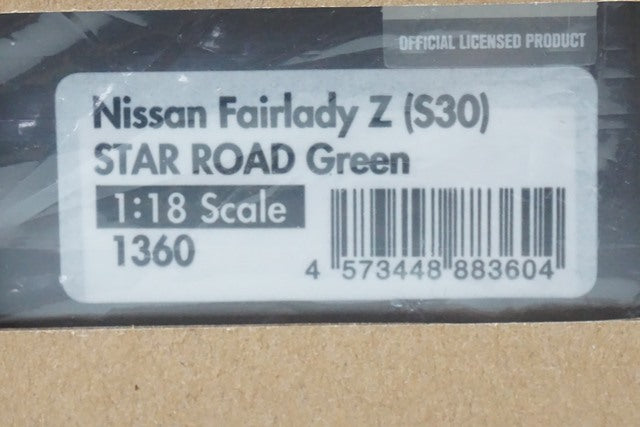 OFFICIAL LICENSED PRODUCT
Nissan Fairlady Z (S30)
STAR ROAD Green
1:18 Scale
1360
4 573448 883604